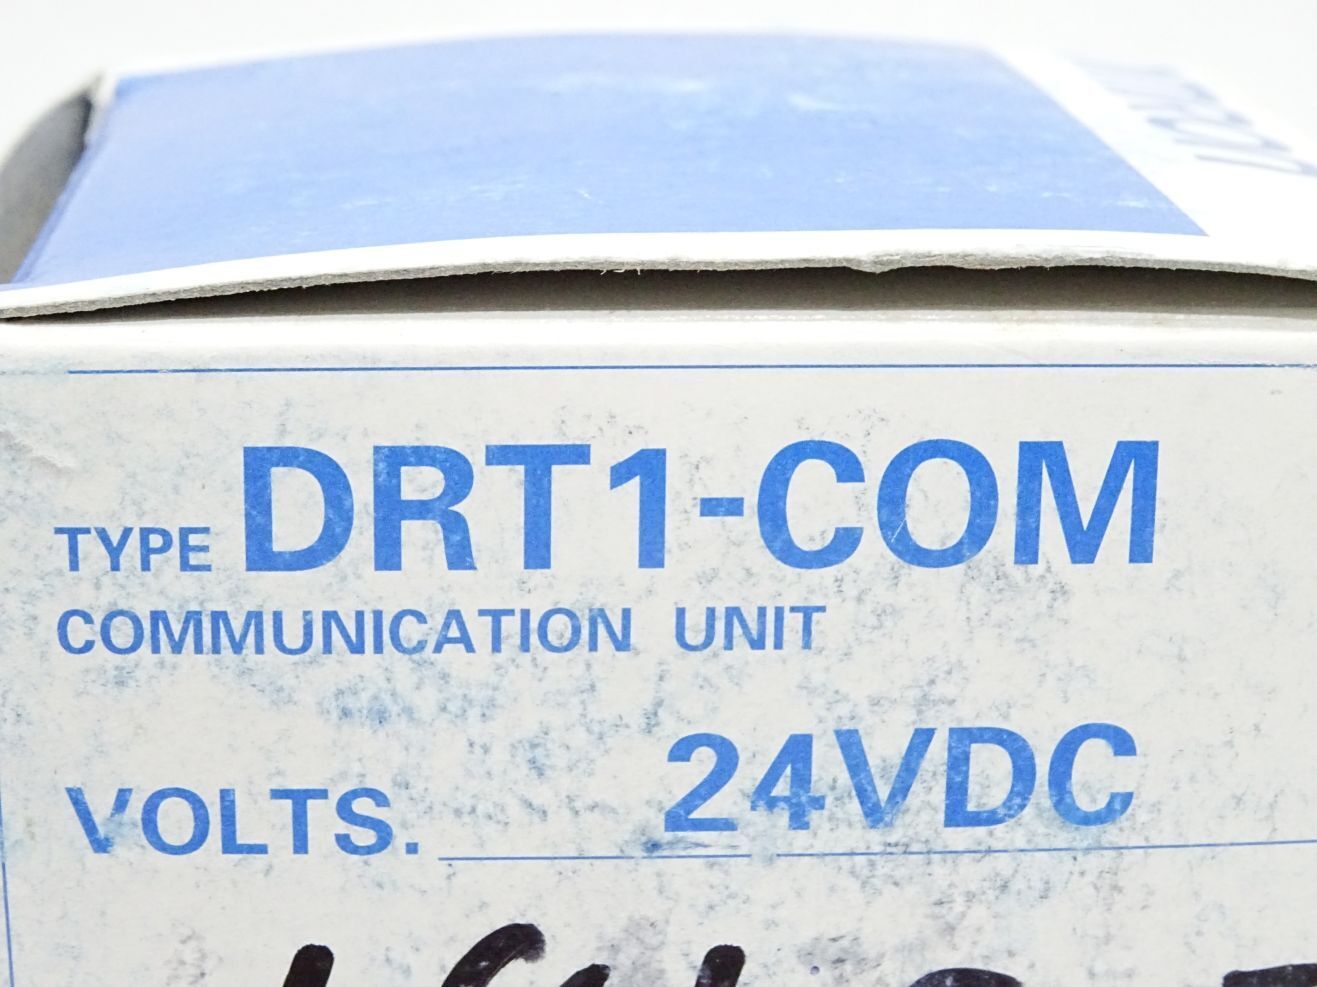 TYPE DRT1-COM
COMMUNICATION UNIT
VOLTS. 24VDC